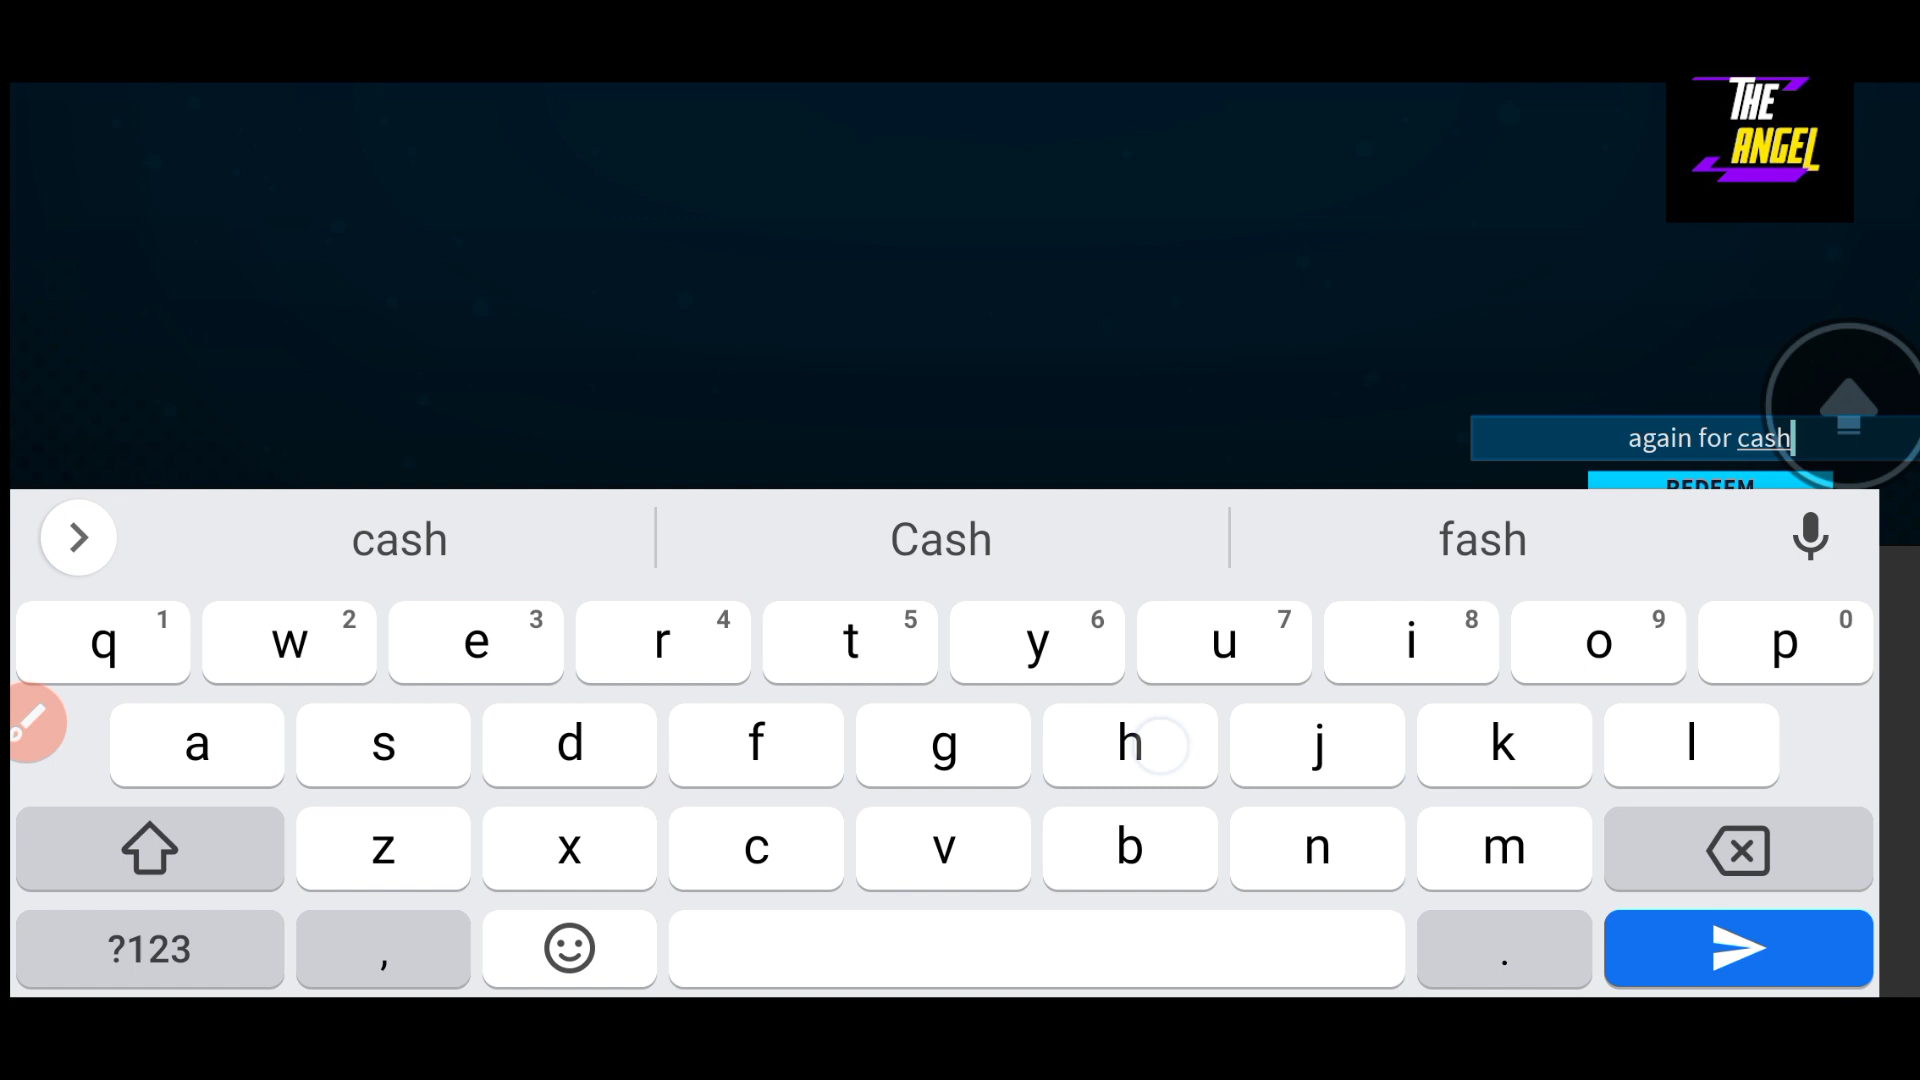 THE
ANGEL
again for cash
REDEEM
cash Cash fash
q 1 w 2 e 3 r 4 t 5 y 6 u 7 i 8 o 9 p 0
a s d f g h j k l
z x c v b n m
?123 , .